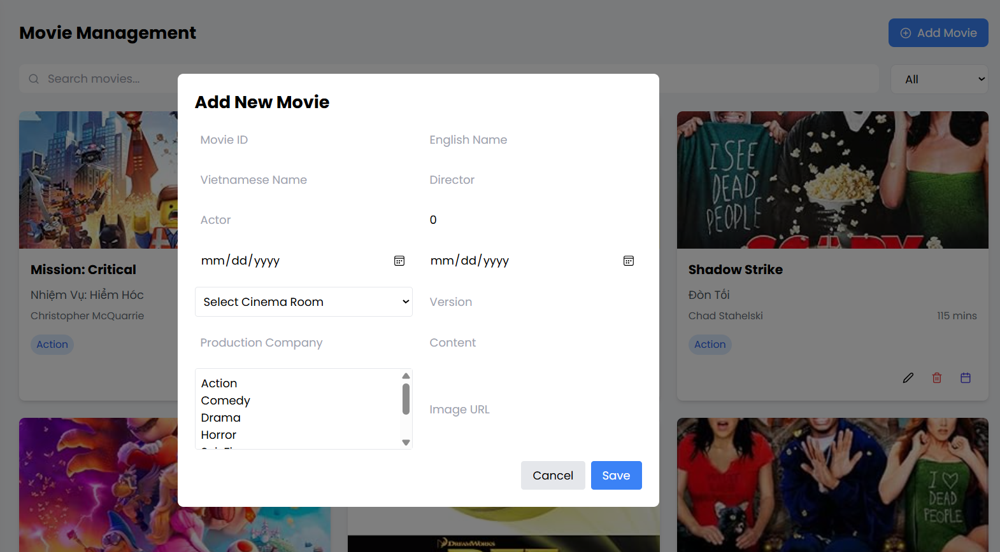 Movie Management
Add Movie
Search movies...
All
Add New Movie
Movie ID
English Name
Vietnamese Name
Director
Actor
0
mm/dd/yyyy
mm/dd/yyyy
Select Cinema Room
Version
Production Company
Content
Action
Comedy
Drama
Horror
Image URL
Cancel
Save
Mission: Critical
Nhiệm Vụ: Hiểm Hóc
Christopher McQuarrie
Action
I SEE
DEAD
PEOPLE
Shadow Strike
Đòn Tối
Chad Stahelski
115 mins
Action
DREAMWORKS
I
DEAD
PEOPLE